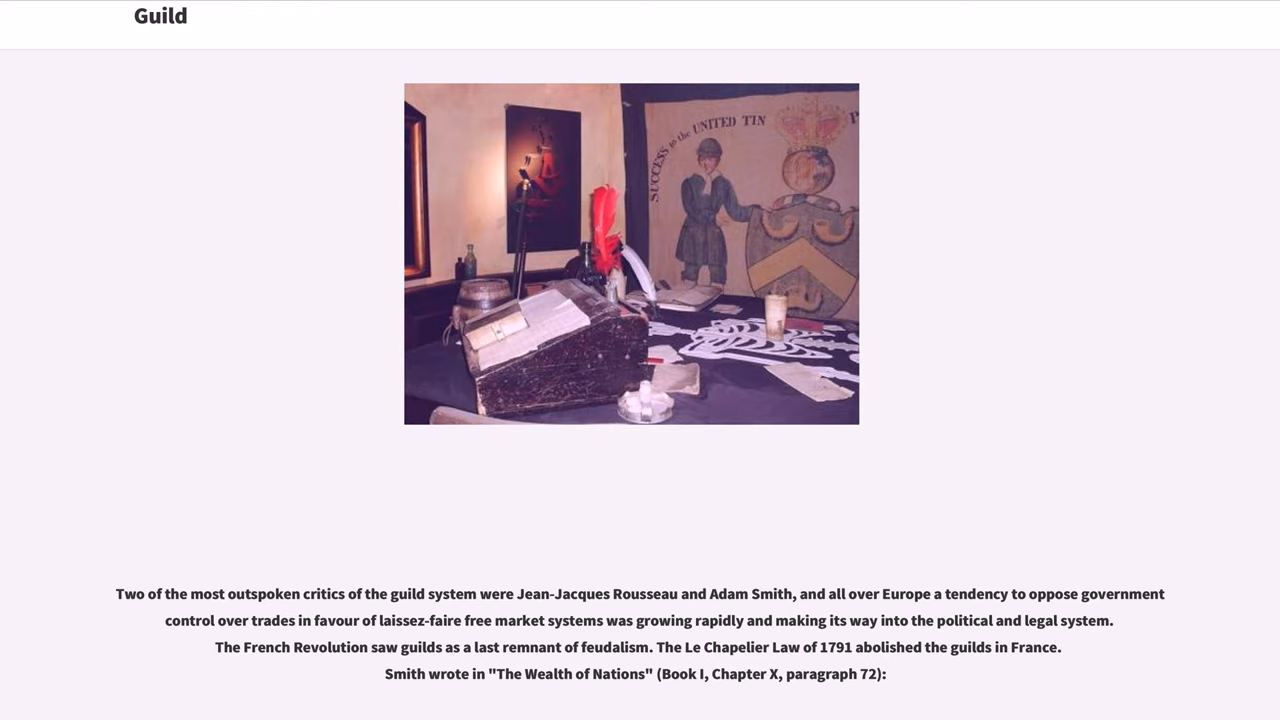 Guild
SUCCESS to the UNITED TIN P
Two of the most outspoken critics of the guild system were Jean-Jacques Rousseau and Adam Smith, and all over Europe a tendency to oppose government
control over trades in favour of laissez-faire free market systems was growing rapidly and making its way into the political and legal system.
The French Revolution saw guilds as a last remnant of feudalism. The Le Chapelier Law of 1791 abolished the guilds in France.
Smith wrote in "The Wealth of Nations" (Book I, Chapter X, paragraph 72):